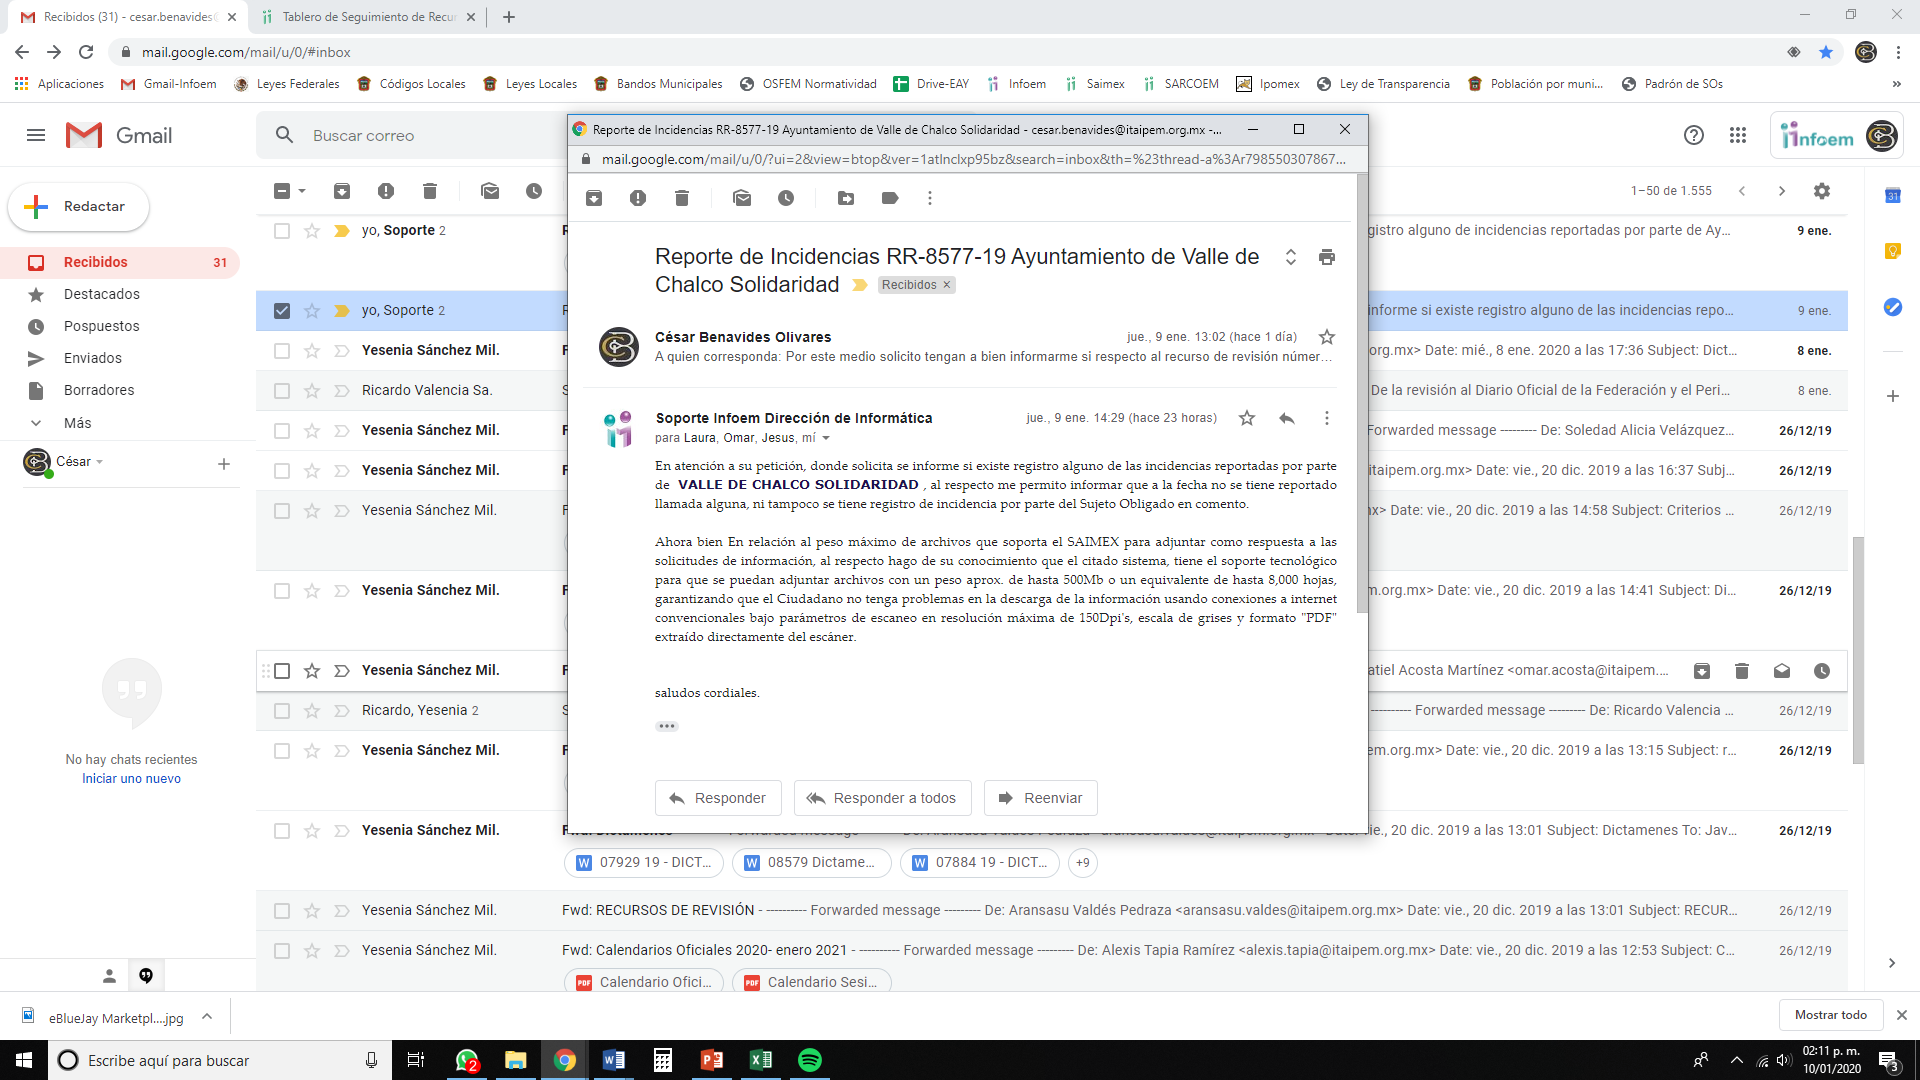 Recibidos (31) - cesar.benavides@
Tablero de Seguimiento de Recur
mail.google.com/mail/u/0/#inbox
Aplicaciones
Gmail-Infoem
Leyes Federales
Códigos Locales
Leyes Locales
Bandos Municipales
OSFEM Normatividad
Drive-EAY
Infoem
Saimex
SARCOEM
Ipomex
Ley de Transparencia
Población por muni...
Padrón de SOs
»
Gmail
Buscar correo
infoem
Redactar
Recibidos 31
Destacados
Pospuestos
Enviados
Borradores
Más
César
No hay chats recientes
Iniciar uno nuevo
1–50 de 1.555
yo, Soporte 2
gistro alguno de incidencias reportadas por parte de Ay... 9 ene.
yo, Soporte 2
informe si existe registro alguno de las incidencias repo... 9 ene.
Yesenia Sánchez Mil.
org.mx> Date: mié., 8 ene. 2020 a las 17:36 Subject: Dict... 8 ene.
Ricardo Valencia Sa.
De la revisión al Diario Oficial de la Federación y el Peri... 8 ene.
Yesenia Sánchez Mil.
Forwarded message --------- De: Soledad Alicia Velázquez... 26/12/19
Yesenia Sánchez Mil.
itaipem.org.mx> Date: vie., 20 dic. 2019 a las 16:37 Subj... 26/12/19
Yesenia Sánchez Mil.
x> Date: vie., 20 dic. 2019 a las 14:58 Subject: Criterios ... 26/12/19
Yesenia Sánchez Mil.
m.org.mx> Date: vie., 20 dic. 2019 a las 14:41 Subject: Di... 26/12/19
Yesenia Sánchez Mil.
atiel Acosta Martínez <omar.acosta@itaipem....
Ricardo, Yesenia 2
---------- Forwarded message --------- De: Ricardo Valencia ... 26/12/19
Yesenia Sánchez Mil.
em.org.mx> Date: vie., 20 dic. 2019 a las 13:15 Subject: r... 26/12/19
Yesenia Sánchez Mil.
vie., 20 dic. 2019 a las 13:01 Subject: Dictamenes To: Jav... 26/12/19
07929 19 - DICT...
08579 Dictame...
07884 19 - DICT...
+9
Yesenia Sánchez Mil.
Fwd: RECURSOS DE REVISIÓN - ---------- Forwarded message --------- De: Aransasu Valdés Pedraza <aransasu.valdes@itaipem.org.mx> Date: vie., 20 dic. 2019 a las 13:01 Subject: RECUR... 26/12/19
Yesenia Sánchez Mil.
Fwd: Calendarios Oficiales 2020- enero 2021 - ---------- Forwarded message --------- De: Alexis Tapia Ramírez <alexis.tapia@itaipem.org.mx> Date: vie., 20 dic. 2019 a las 12:53 Subject: C... 26/12/19
Calendario Ofici...
Calendario Sesi...
Reporte de Incidencias RR-8577-19 Ayuntamiento de Valle de Chalco Solidaridad - cesar.benavides@itaipem.org.mx -...
mail.google.com/mail/u/0/?ui=2&view=btop&ver=1atlnclxp95bz&search=inbox&th=%23thread-a%3Ar798550307867...
Reporte de Incidencias RR-8577-19 Ayuntamiento de Valle de
Chalco Solidaridad
Recibidos ×
César Benavides Olivares
jue., 9 ene. 13:02 (hace 1 día)
A quien corresponda: Por este medio solicito tengan a bien informarme si respecto al recurso de revisión númer...
Soporte Infoem Dirección de Informática
jue., 9 ene. 14:29 (hace 23 horas)
para Laura, Omar, Jesus, mí
En atención a su petición, donde solicita se informe si existe registro alguno de las incidencias reportadas por parte
de VALLE DE CHALCO SOLIDARIDAD , al respecto me permito informar que a la fecha no se tiene reportado
llamada alguna, ni tampoco se tiene registro de incidencia por parte del Sujeto Obligado en comento.
Ahora bien En relación al peso máximo de archivos que soporta el SAIMEX para adjuntar como respuesta a las
solicitudes de información, al respecto hago de su conocimiento que el citado sistema, tiene el soporte tecnológico
para que se puedan adjuntar archivos con un peso aprox. de hasta 500Mb o un equivalente de hasta 8,000 hojas,
garantizando que el Ciudadano no tenga problemas en la descarga de la información usando conexiones a internet
convencionales bajo parámetros de escaneo en resolución máxima de 150Dpi's, escala de grises y formato "PDF"
extraído directamente del escáner.
saludos cordiales.
Responder
Responder a todos
Reenviar
eBlueJay Marketpl....jpg
Mostrar todo
Escribe aquí para buscar
2
02:11 p. m.
10/01/2020
3